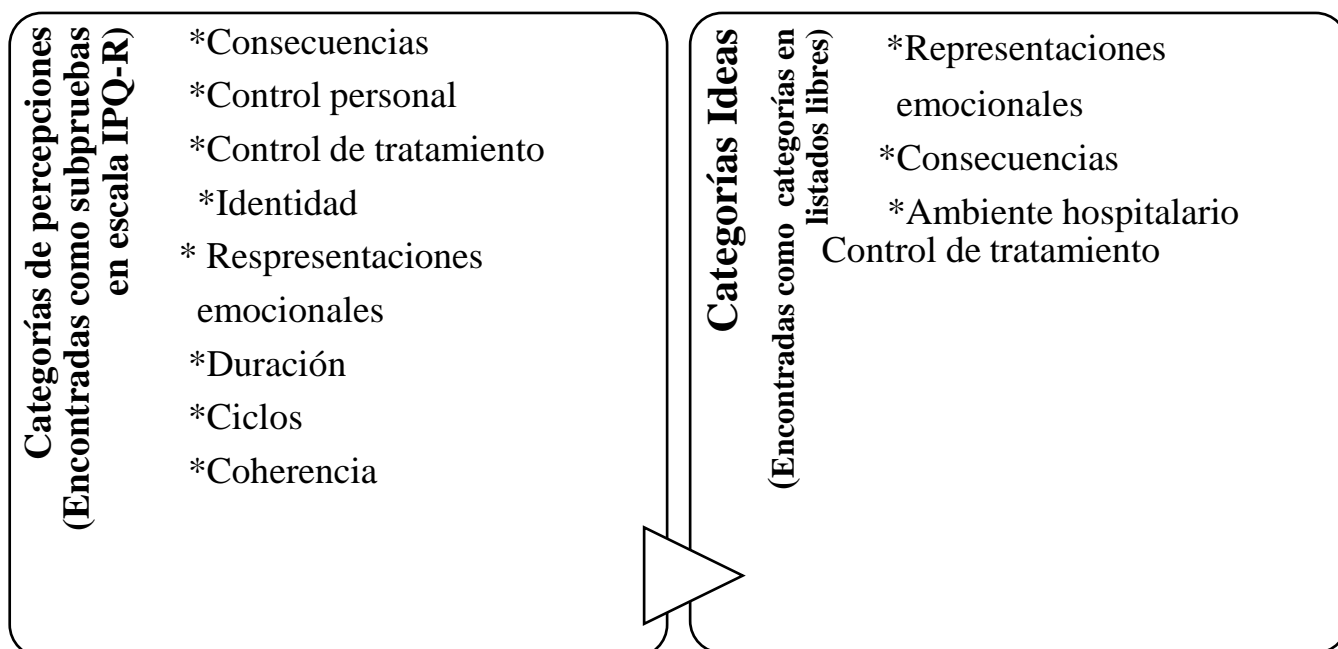 Categorías de percepciones
(Encontradas como subpruebas
en escala IPQ-R)
*Consecuencias
*Control personal
*Control de tratamiento
*Identidad
* Respresentaciones
emocionales
*Duración
*Ciclos
*Coherencia
Categorías Ideas
(Encontradas como categorías en
listados libres)
*Representaciones
emocionales
*Consecuencias
*Ambiente hospitalario
Control de tratamiento